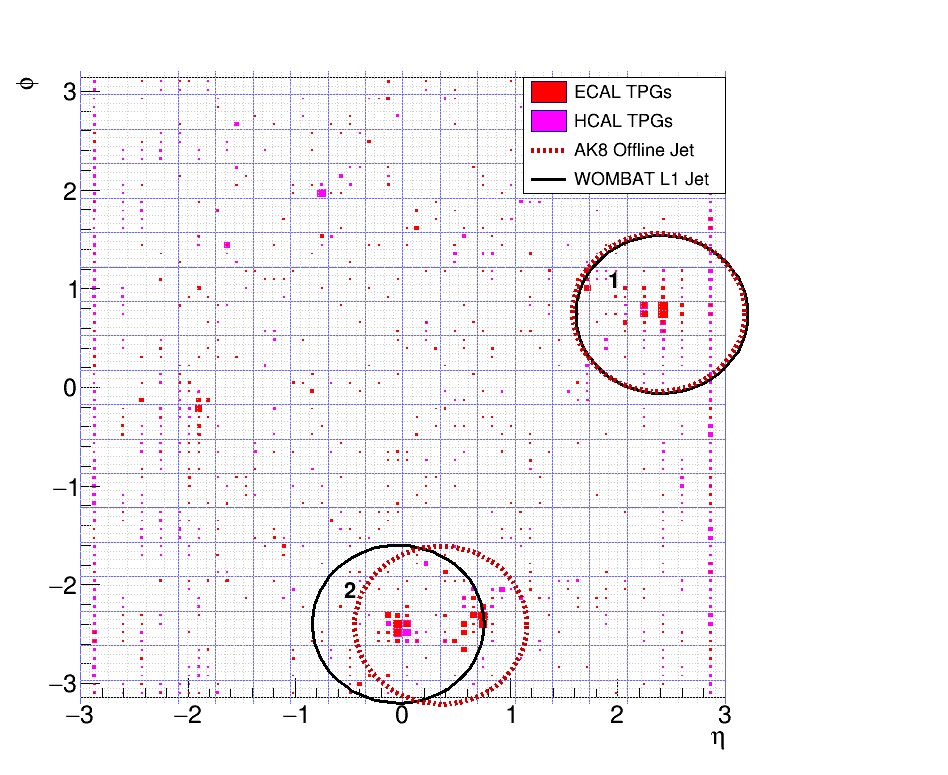 ϕ
3
2
1
0
−1
−2
−3
ECAL TPGs
HCAL TPGs
AK8 Offline Jet
WOMBAT L1 Jet
1
2
−3 −2 −1 0 1 2 3
η